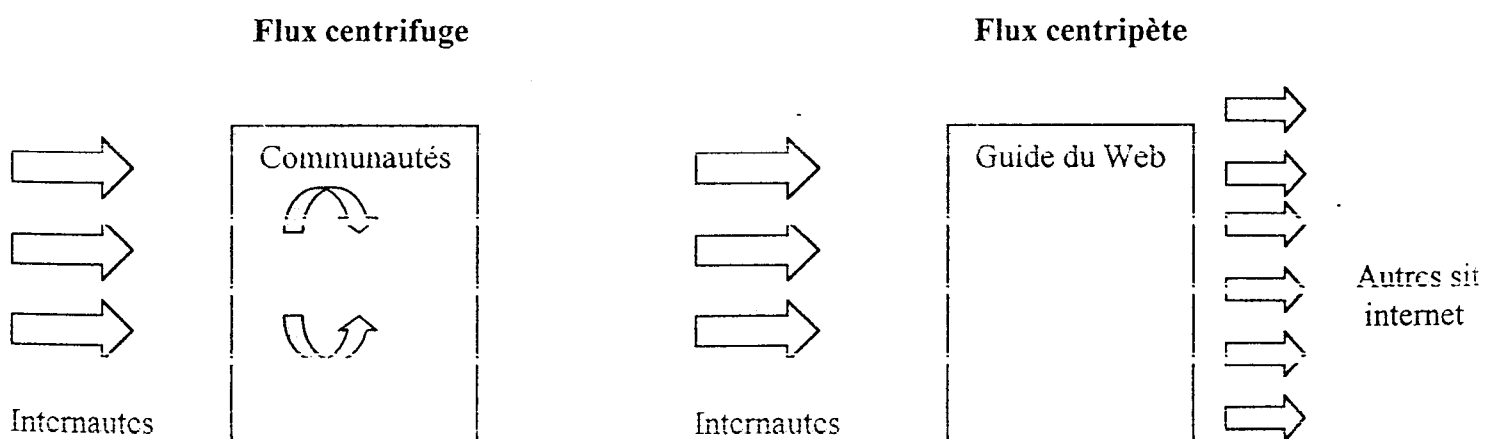 Flux centrifuge
Flux centripète
Communautés
Guide du Web
Autres sit
internet
Internautes
Internautes